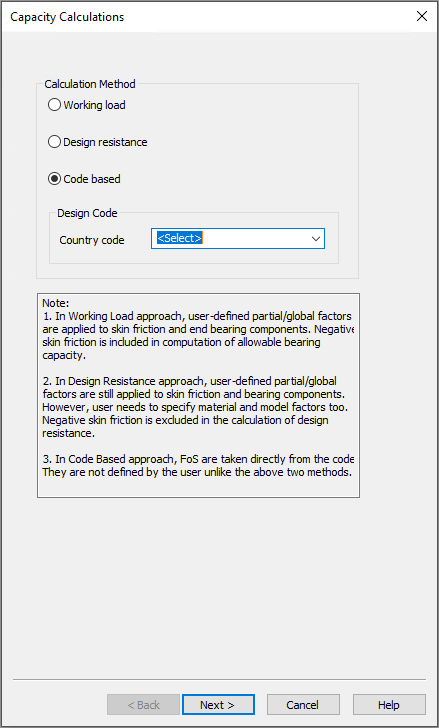 Capacity Calculations
Calculation Method
Working load
Design resistance
Code based
Design Code
Country code <Select>
Note:
1. In Working Load approach, user-defined partial/global factors
are applied to skin friction and end bearing components. Negative
skin friction is included in computation of allowable bearing
capacity.
2. In Design Resistance approach, user-defined partial/global
factors are still applied to skin friction and bearing components.
However, user needs to specify material and model factors too.
Negative skin friction is excluded in the calculation of design
resistance.
3. In Code Based approach, FoS are taken directly from the code
They are not defined by the user unlike the above two methods.
< Back Next > Cancel Help